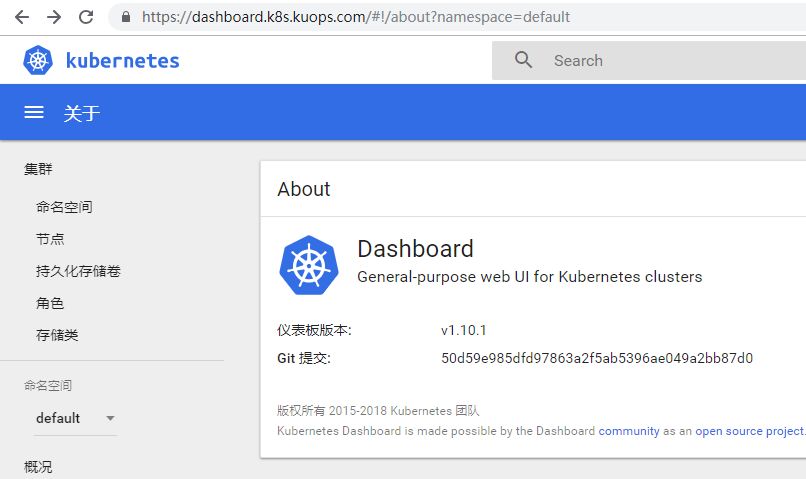 https://dashboard.k8s.kuops.com/#!/about?namespace=default
kubernetes
Search
关于
集群
命名空间
节点
持久化存储卷
角色
存储类
命名空间
default
概况
About
Dashboard
General-purpose web UI for Kubernetes clusters
仪表板版本: v1.10.1
Git 提交: 50d59e985dfd97863a2f5ab5396ae049a2bb87d0
版权所有 2015-2018 Kubernetes 团队
Kubernetes Dashboard is made possible by the Dashboard community as an open source project.